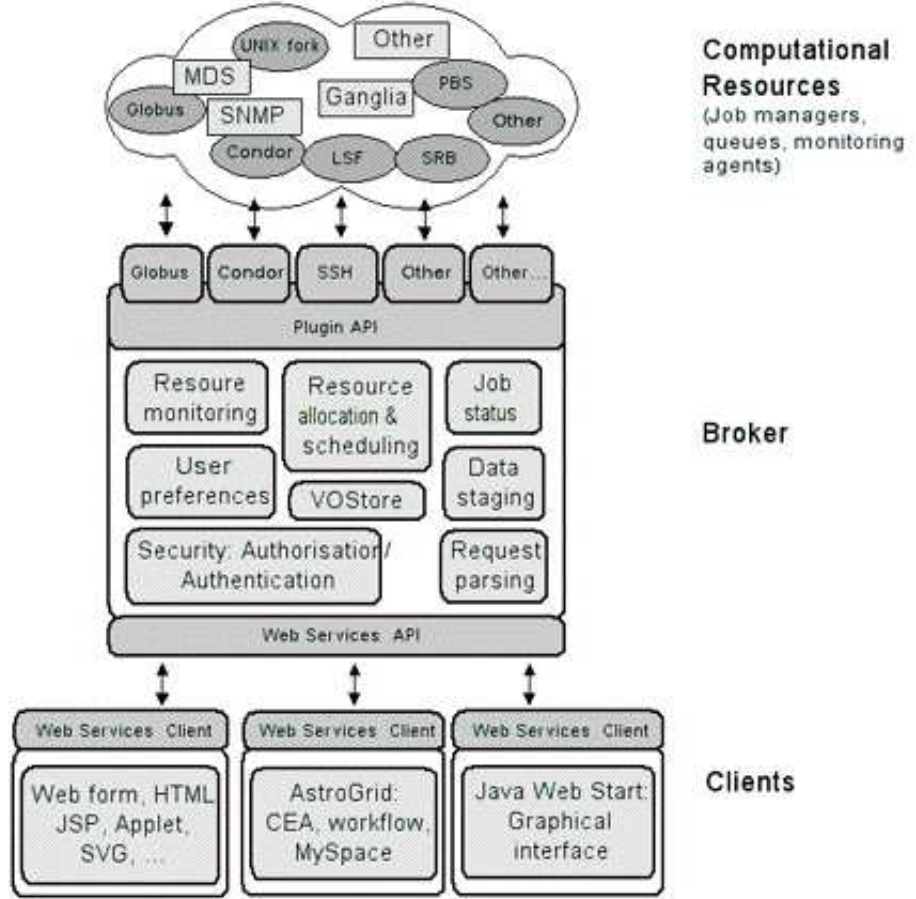 UNIX fork
Other
MDS
PBS
Globus
SNMP
Ganglia
Other
Condor
LSF
SRB
Computational
Resources
(Job managers,
queues, monitoring
agents)
Globus
Condor
SSH
Other
Other...
Plugin API
Resoure
monitoring
Resource
allocation &
scheduling
Job
status
User
preferences
VOStore
Data
staging
Security: Authorisation/
Authentication
Request
parsing
Broker
Web Services API
Web Services Client
Web form, HTML
JSP, Applet,
SVG, ...
Web Services Client
AstroGrid:
CEA, workflow,
MySpace
Web Services Client
Java Web Start:
Graphical
interface
Clients